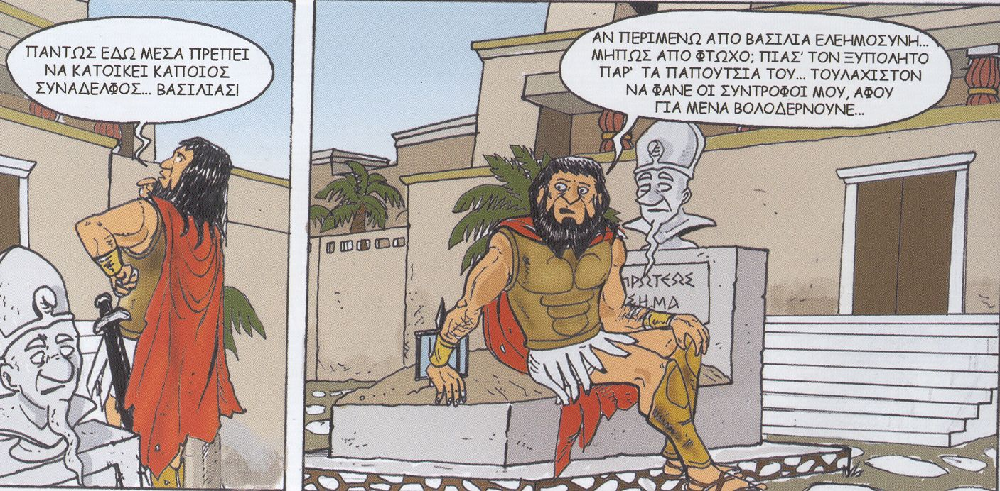 ΠΑΝΤΩΣ ΕΔΩ ΜΕΣΑ ΠΡΕΠΕΙ
ΝΑ ΚΑΤΟΙΚΕΙ ΚΑΠΟΙΟΣ
ΣΥΝΑΔΕΛΦΟΣ... ΒΑΣΙΛΙΑΣ!
ΑΝ ΠΕΡΙΜΕΝΩ ΑΠΟ ΒΑΣΙΛΙΑ ΕΛΕΗΜΟΣΥΝΗ...
ΜΗΠΩΣ ΑΠΟ ΦΤΩΧΟ; ΠΙΑΣ' ΤΟΝ ΞΥΠΟΛΗΤΟ
ΠΑΡ' ΤΑ ΠΑΠΟΥΤΣΙΑ ΤΟΥ... ΤΟΥΛΑΧΙΣΤΟΝ
ΝΑ ΦΑΝΕ ΟΙ ΣΥΝΤΡΟΦΟΙ ΜΟΥ, ΑΦΟΥ
ΓΙΑ ΜΕΝΑ ΒΟΛΟΔΕΡΝΟΥΝΕ...
ΠΡΩΤΕΩΣ
ΣΗΜΑ